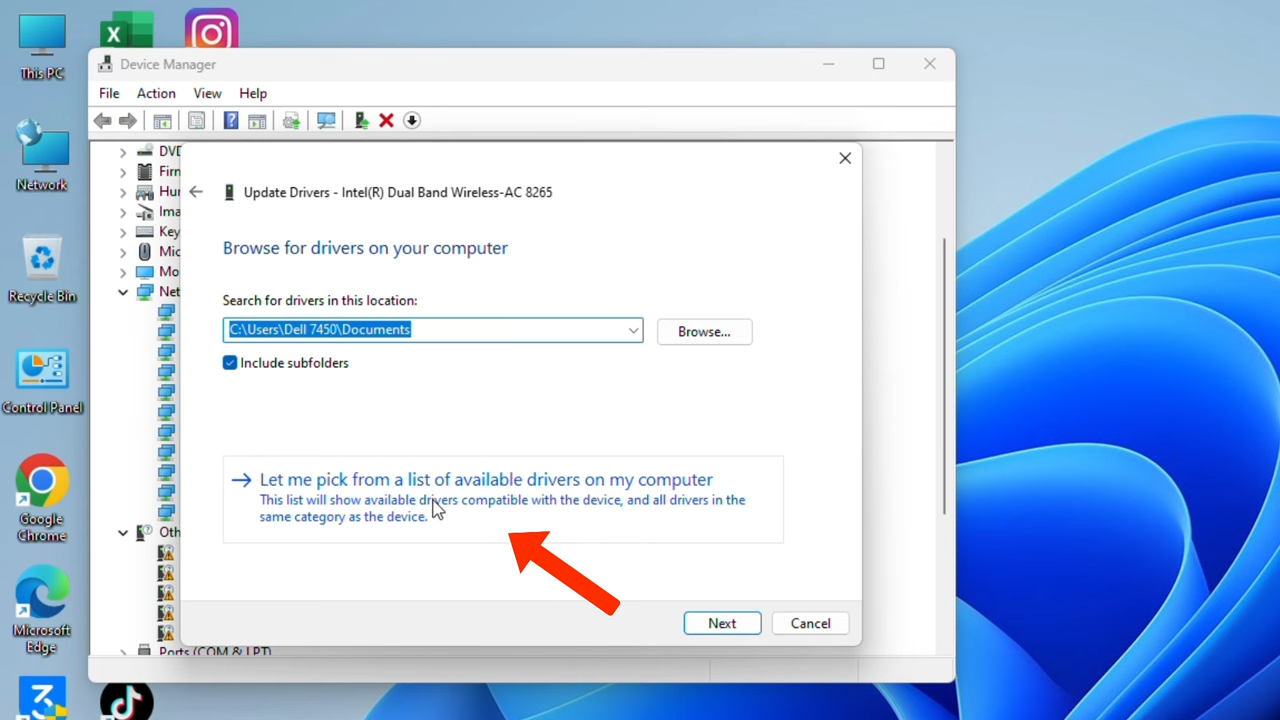 This PC
Network
Recycle Bin
Control Panel
Google
Chrome
Microsoft
Edge
Device Manager
File Action View Help
DVD
Firn
Hur
Ima
Key
Mic
Mo
Net
Oth
Ports (COM & LPT)
Update Drivers - Intel(R) Dual Band Wireless-AC 8265
Browse for drivers on your computer
Search for drivers in this location:
C:\Users\Dell 7450\Documents
Browse...
Include subfolders
Let me pick from a list of available drivers on my computer
This list will show available drivers compatible with the device, and all drivers in the
same category as the device.
Next Cancel